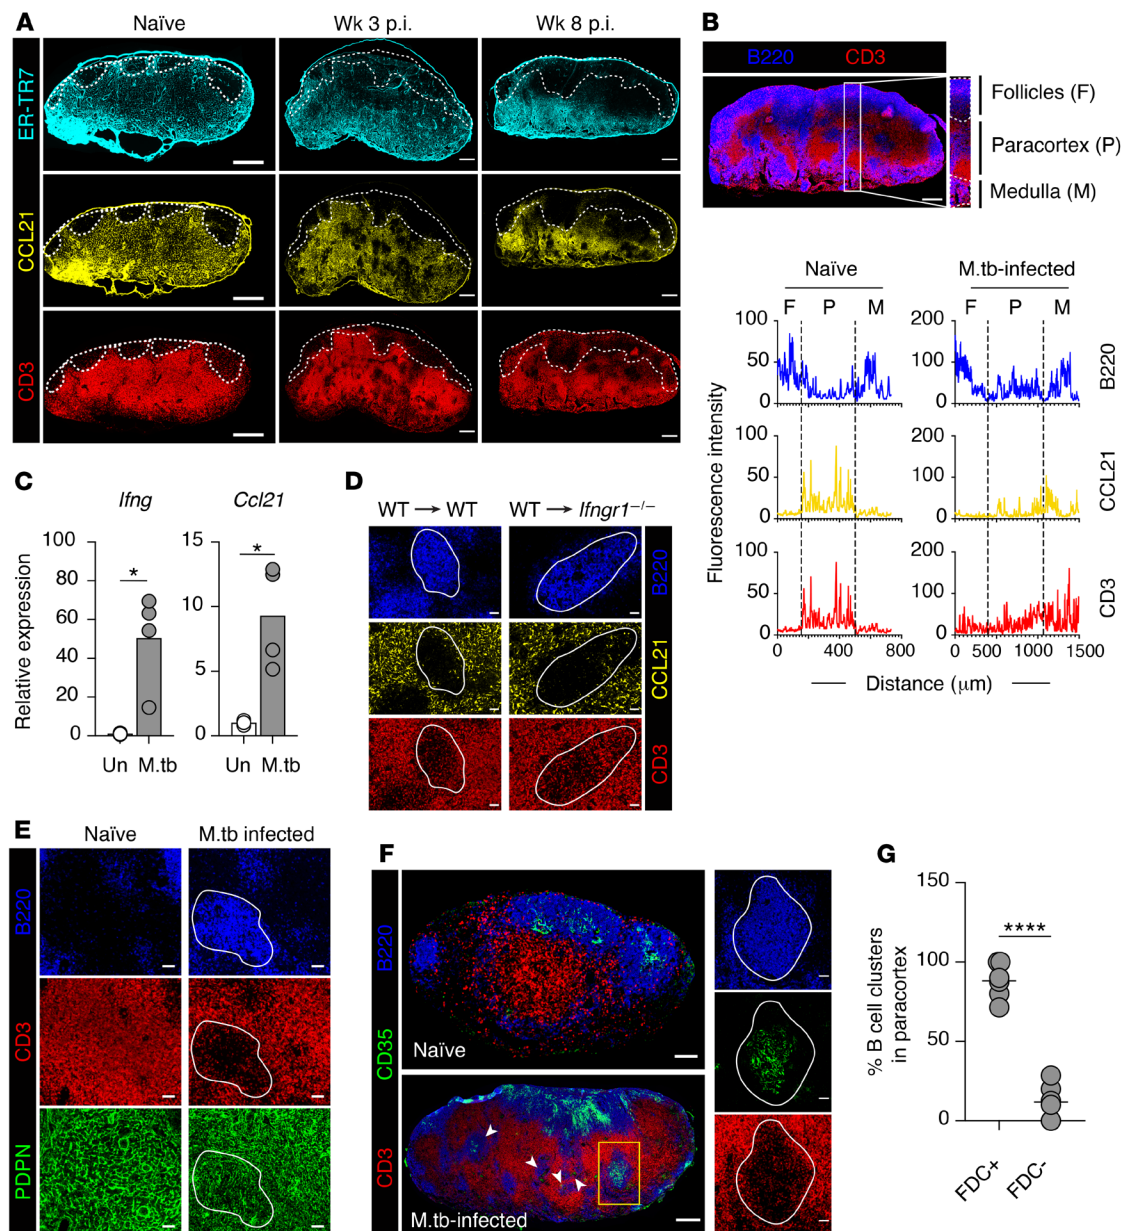 A
Naïve
Wk 3 p.i.
Wk 8 p.i.
ER-TR7
CCL21
CD3
B
B220
CD3
Follicles (F)
Paracortex (P)
Medulla (M)
Naïve
M.tb-infected
F P M
F P M
Fluorescence intensity
100
50
0
200
100
0
B220
100
50
0
200
100
0
CCL21
100
50
0
200
100
0
CD3
0 400 800
0 500 1000 1500
Distance (μm)
C
Ifng
Ccl21
Relative expression
100
80
60
40
20
0
*
Un M.tb
15
10
5
0
*
Un M.tb
D
WT → WT
WT → Ifngr1–/–
B220
CCL21
CD3
E
Naïve
M.tb infected
B220
CD3
PDPN
F
B220
CD35
CD3
Naïve
M.tb-infected
G
% B cell clusters
in paracortex
150
100
50
0
****
FDC+
FDC-